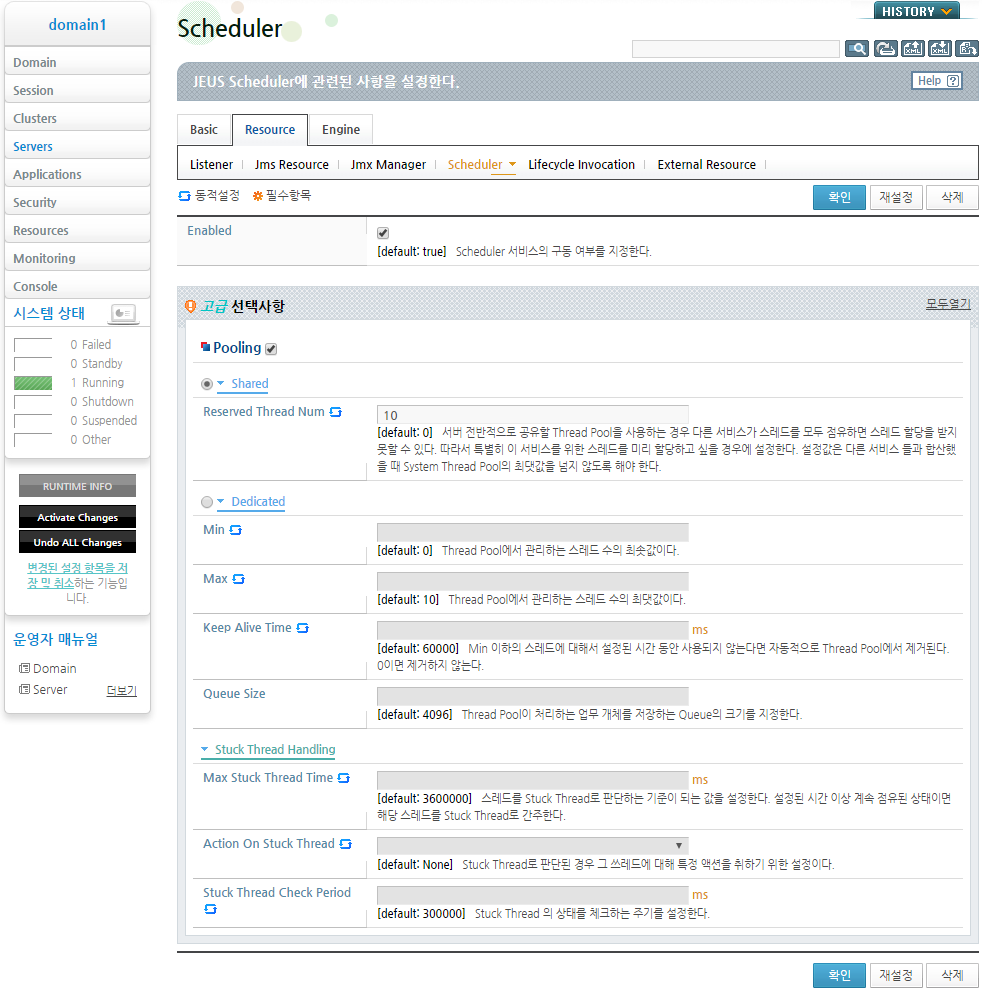 domain1
Domain
Session
Clusters
Servers
Applications
Security
Resources
Monitoring
Console
시스템 상태
0 Failed
0 Standby
1 Running
0 Shutdown
0 Suspended
0 Other
RUNTIME INFO
Activate Changes
Undo ALL Changes
변경된 설정 항목을 저
장 및 취소하는 기능입
니다.
운영자 매뉴얼
Domain
Server 더보기
HISTORY
Scheduler
JEUS Scheduler에 관련된 사항을 설정한다.
Help ?
Basic Resource Engine
Listener Jms Resource Jmx Manager Scheduler Lifecycle Invocation External Resource
동적설정 필수항목 확인 재설정 삭제
Enabled
[default: true] Scheduler 서비스의 구동 여부를 지정한다.
고급 선택사항 모두열기
Pooling
Shared
Reserved Thread Num 10
[default: 0] 서버 전반적으로 공유할 Thread Pool을 사용하는 경우 다른 서비스가 스레드를 모두 점유하면 스레드 할당을 받지
못할 수 있다. 따라서 특별히 이 서비스를 위한 스레드를 미리 할당하고 싶을 경우에 설정한다. 설정값은 다른 서비스 들과 합산했
을 때 System Thread Pool의 최댓값을 넘지 않도록 해야 한다.
Dedicated
Min
[default: 0] Thread Pool에서 관리하는 스레드 수의 최솟값이다.
Max
[default: 10] Thread Pool에서 관리하는 스레드 수의 최댓값이다.
Keep Alive Time ms
[default: 60000] Min 이하의 스레드에 대해서 설정된 시간 동안 사용되지 않는다면 자동적으로 Thread Pool에서 제거된다.
0이면 제거하지 않는다.
Queue Size
[default: 4096] Thread Pool이 처리하는 업무 개체를 저장하는 Queue의 크기를 지정한다.
Stuck Thread Handling
Max Stuck Thread Time ms
[default: 3600000] 스레드를 Stuck Thread로 판단하는 기준이 되는 값을 설정한다. 설정된 시간 이상 계속 점유된 상태이면
해당 스레드를 Stuck Thread로 간주한다.
Action On Stuck Thread
[default: None] Stuck Thread로 판단된 경우 그 쓰레드에 대해 특정 액션을 취하기 위한 설정이다.
Stuck Thread Check Period ms
[default: 300000] Stuck Thread 의 상태를 체크하는 주기를 설정한다.
확인 재설정 삭제